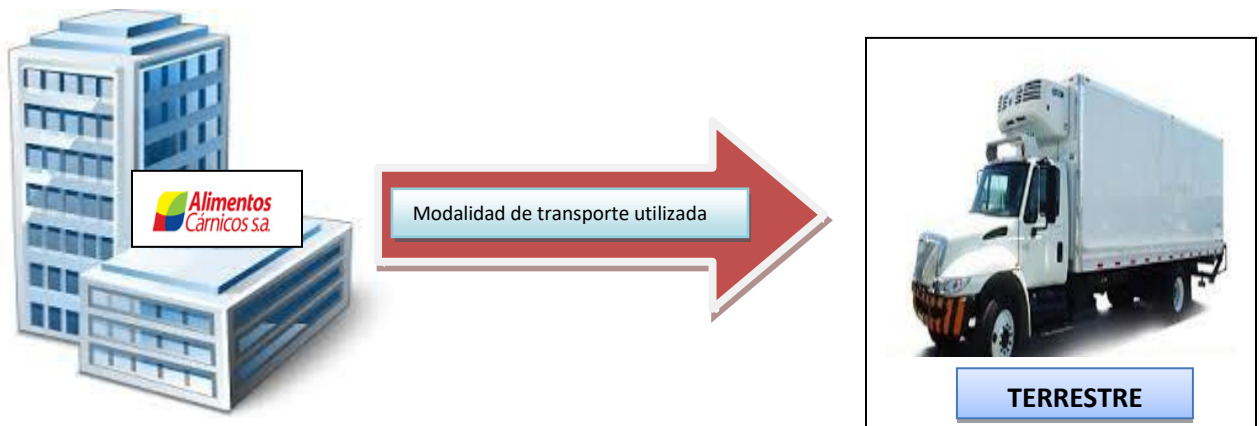 Alimentos
Cárnicos s.a.
Modalidad de transporte utilizada
TERRESTRE